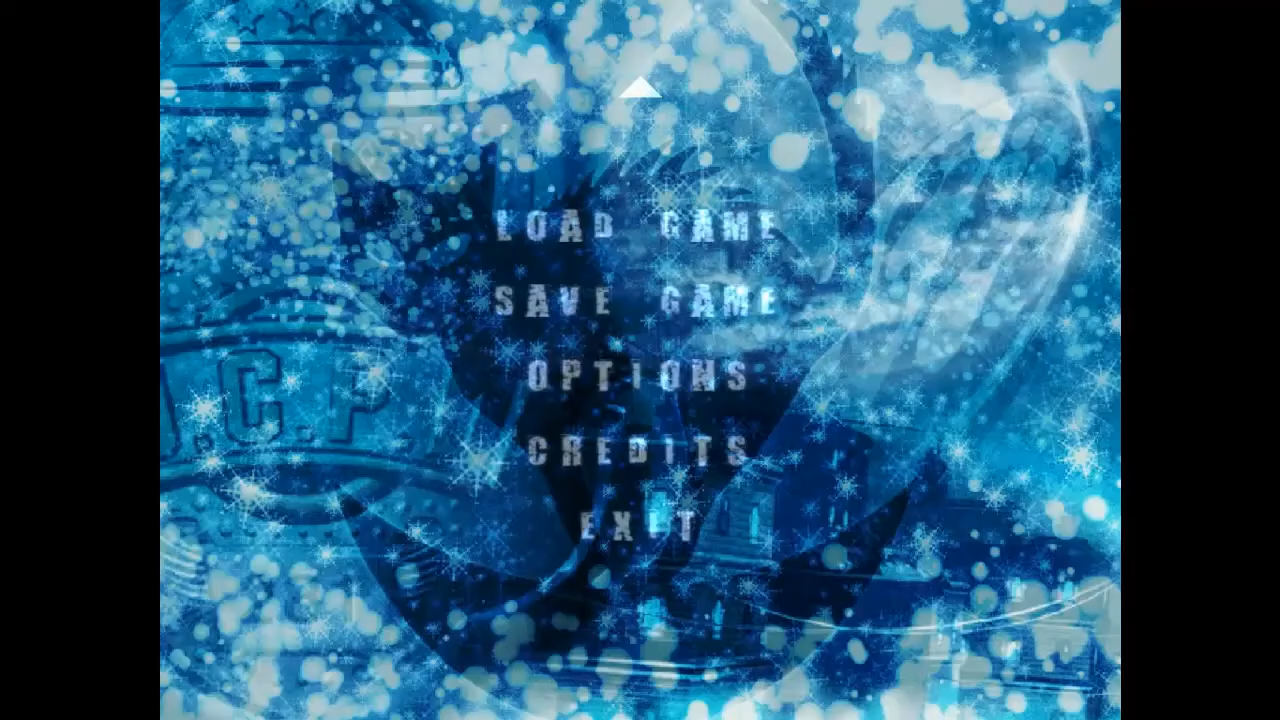 LOAD GAME
SAVE GAME
OPTIONS
CREDITS
EXIT
.C.P.